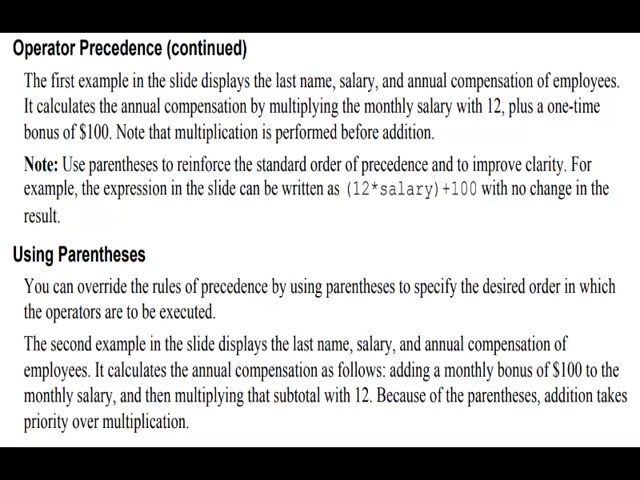 Operator Precedence (continued)
The first example in the slide displays the last name, salary, and annual compensation of employees.
It calculates the annual compensation by multiplying the monthly salary with 12, plus a one-time
bonus of $100. Note that multiplication is performed before addition.
Note: Use parentheses to reinforce the standard order of precedence and to improve clarity. For
example, the expression in the slide can be written as (12*salary)+100 with no change in the
result.
Using Parentheses
You can override the rules of precedence by using parentheses to specify the desired order in which
the operators are to be executed.
The second example in the slide displays the last name, salary, and annual compensation of
employees. It calculates the annual compensation as follows: adding a monthly bonus of $100 to the
monthly salary, and then multiplying that subtotal with 12. Because of the parentheses, addition takes
priority over multiplication.